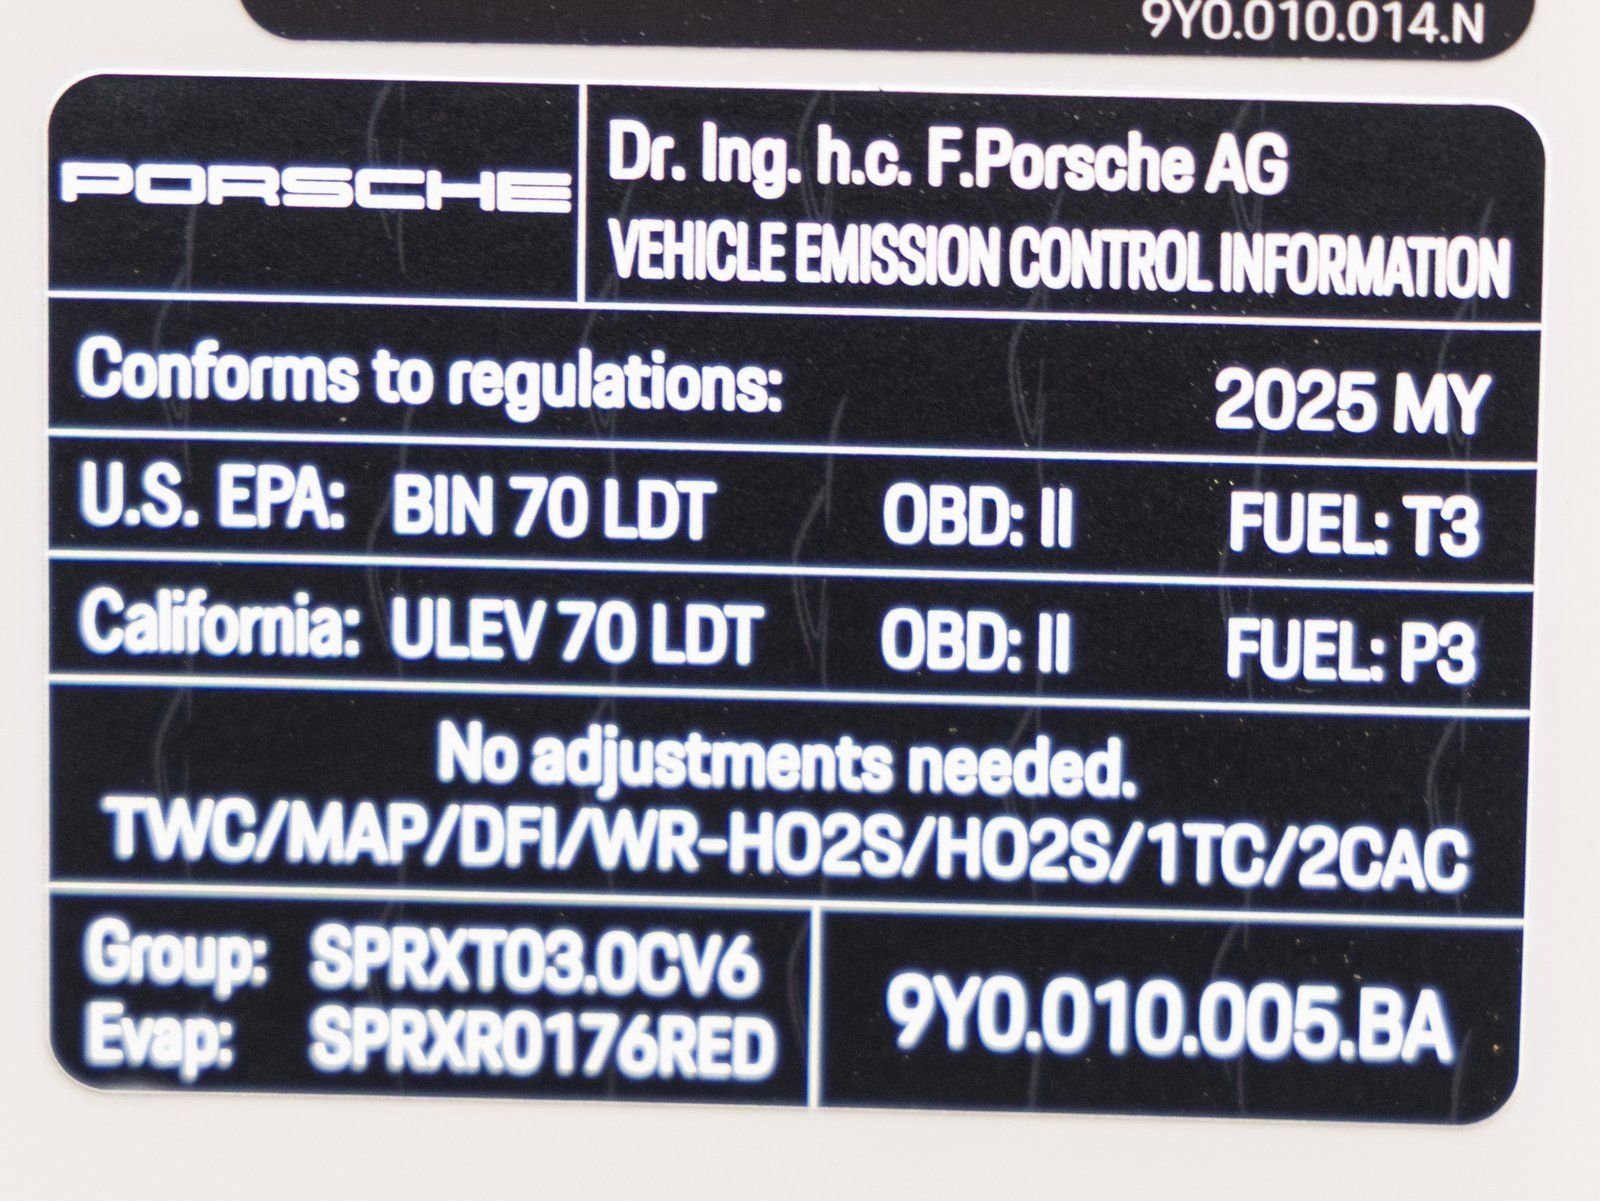 9Y0.010.014.N
PORSCHE
Dr. Ing. h.c. F.Porsche AG
VEHICLE EMISSION CONTROL INFORMATION
Conforms to regulations: 2025 MY
U.S. EPA: BIN 70 LDT OBD: II FUEL: T3
California: ULEV 70 LDT OBD: II FUEL: P3
No adjustments needed.
TWC/MAP/DFI/WR-HO2S/HO2S/1TC/2CAC
Group: SPRXT03.0CV6
Evap: SPRXR0176RED
9Y0.010.005.BA